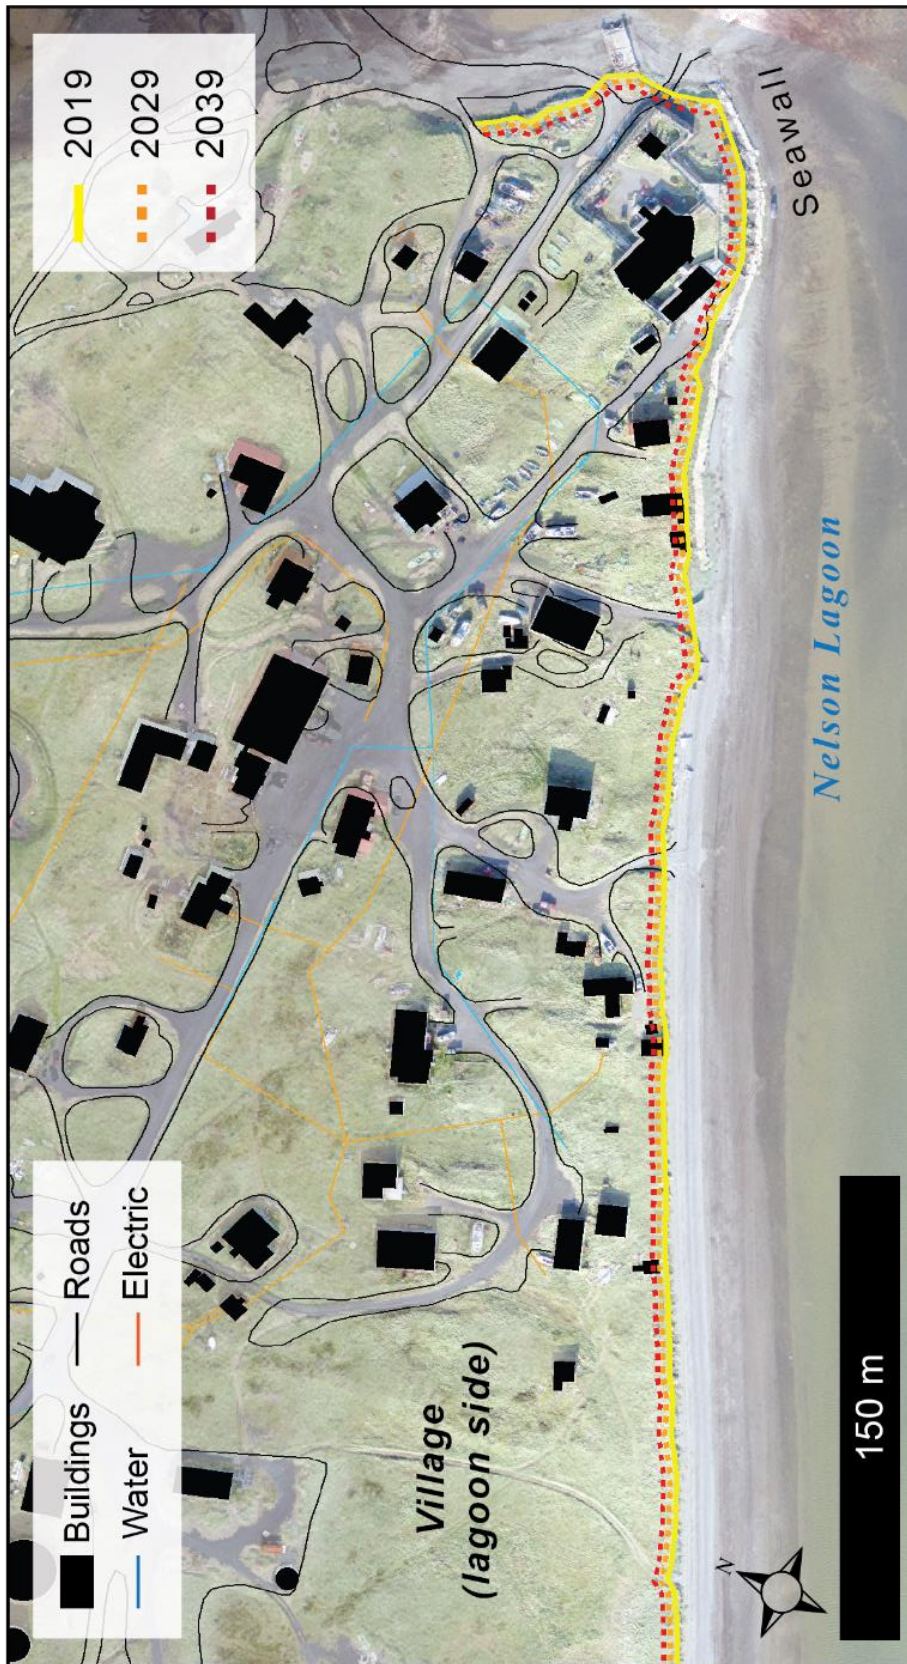 Buildings
Roads
Water
Electric
2019
2029
2039
Village
(lagoon side)
Seawall
Nelson Lagoon
N
150 m